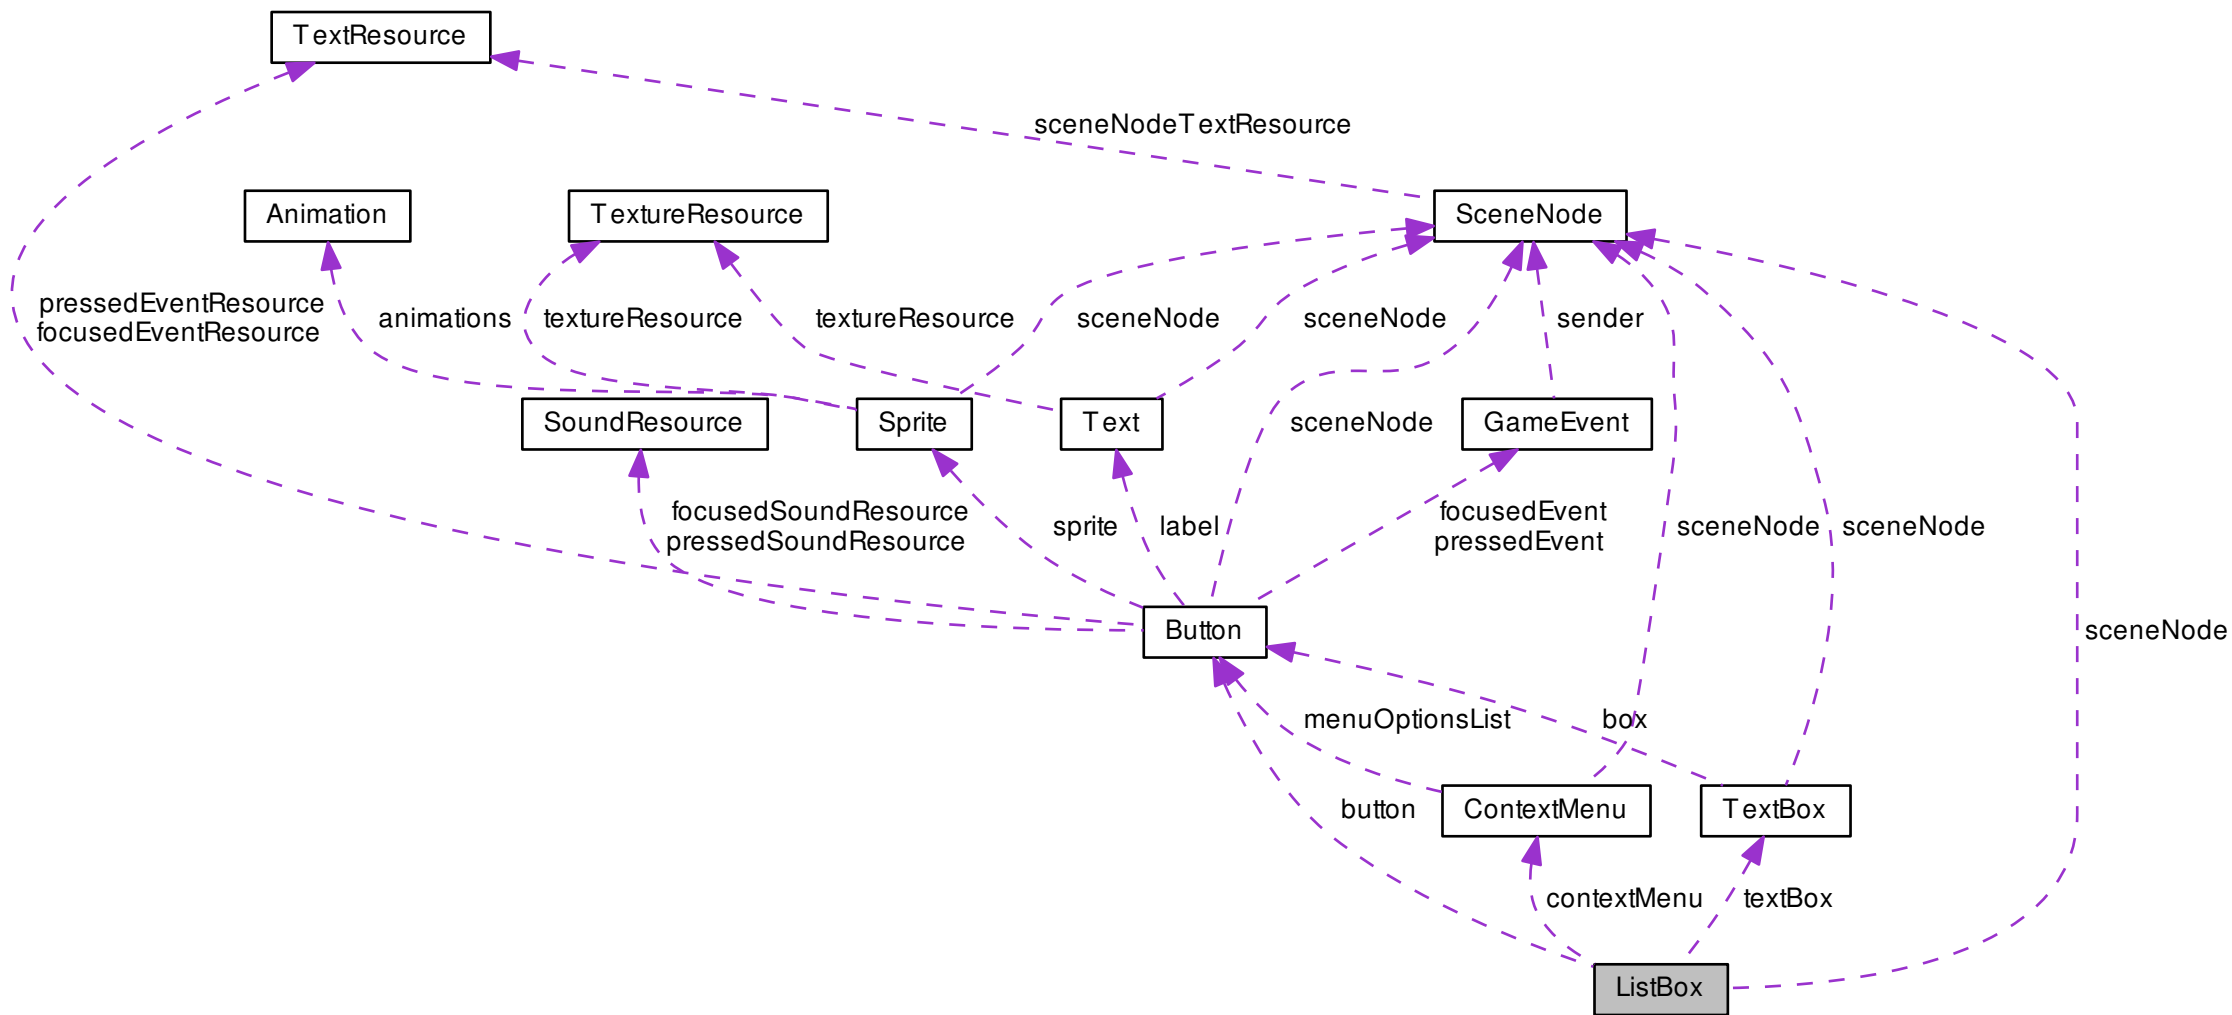 TextResource
sceneNodeTextResource
Animation
TextureResource
SceneNode
pressedEventResource
focusedEventResource
animations
textureResource
textureResource
sceneNode
sceneNode
sender
SoundResource
Sprite
Text
sceneNode
GameEvent
focusedSoundResource
pressedSoundResource
sprite
label
focusedEvent
pressedEvent
sceneNode
sceneNode
Button
sceneNode
menuOptionsList
box
button
ContextMenu
TextBox
contextMenu
textBox
ListBox